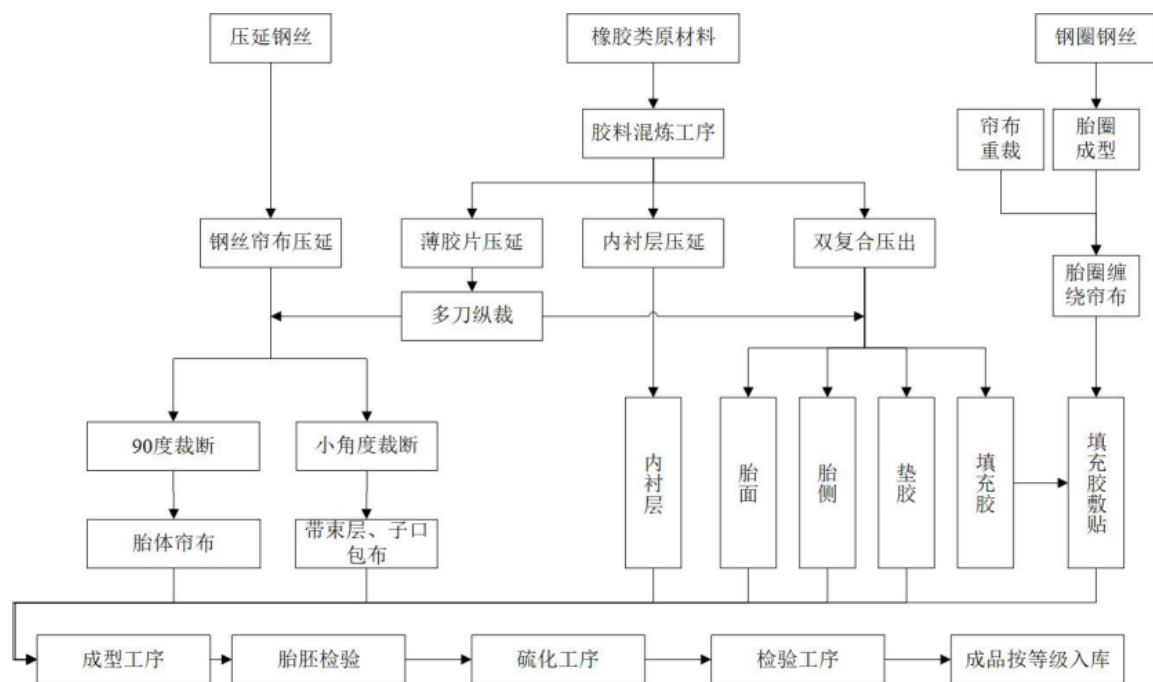 压延钢丝
橡胶类原材料
钢圈钢丝
胶料混炼工序
帘布
重裁
胎圈
成型
钢丝帘布压延
薄胶片压延
内衬层压延
双复合压出
胎圈缠
绕帘布
多刀纵裁
90度裁断
小角度裁断
内衬层
胎面
胎侧
垫胶
填充胶
填充胶敷贴
胎体帘布
带束层、子口
包布
成型工序
胎胚检验
硫化工序
检验工序
成品按等级入库